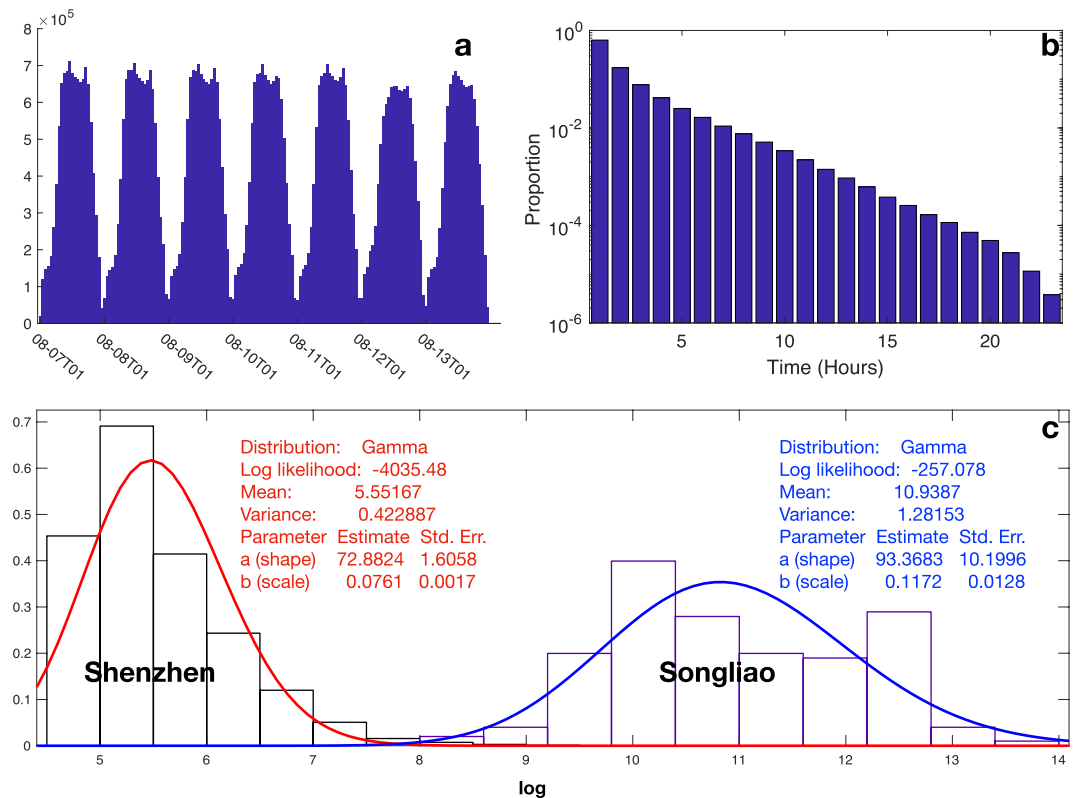 ×10⁵
a
8
7
6
5
4
3
2
1
0
08-07T01
08-08T01
08-09T01
08-10T01
08-11T01
08-12T01
08-13T01
b
10⁰
10⁻²
10⁻⁴
10⁻⁶
Proportion
5 10 15 20
Time (Hours)
c
0.7
0.6
0.5
0.4
0.3
0.2
0.1
0
Distribution: Gamma
Log likelihood: -4035.48
Mean: 5.55167
Variance: 0.422887
Parameter Estimate Std. Err.
a (shape) 72.8824 1.6058
b (scale) 0.0761 0.0017
Distribution: Gamma
Log likelihood: -257.078
Mean: 10.9387
Variance: 1.28153
Parameter Estimate Std. Err.
a (shape) 93.3683 10.1996
b (scale) 0.1172 0.0128
Shenzhen
Songliao
5 6 7 8 9 10 11 12 13 14
log